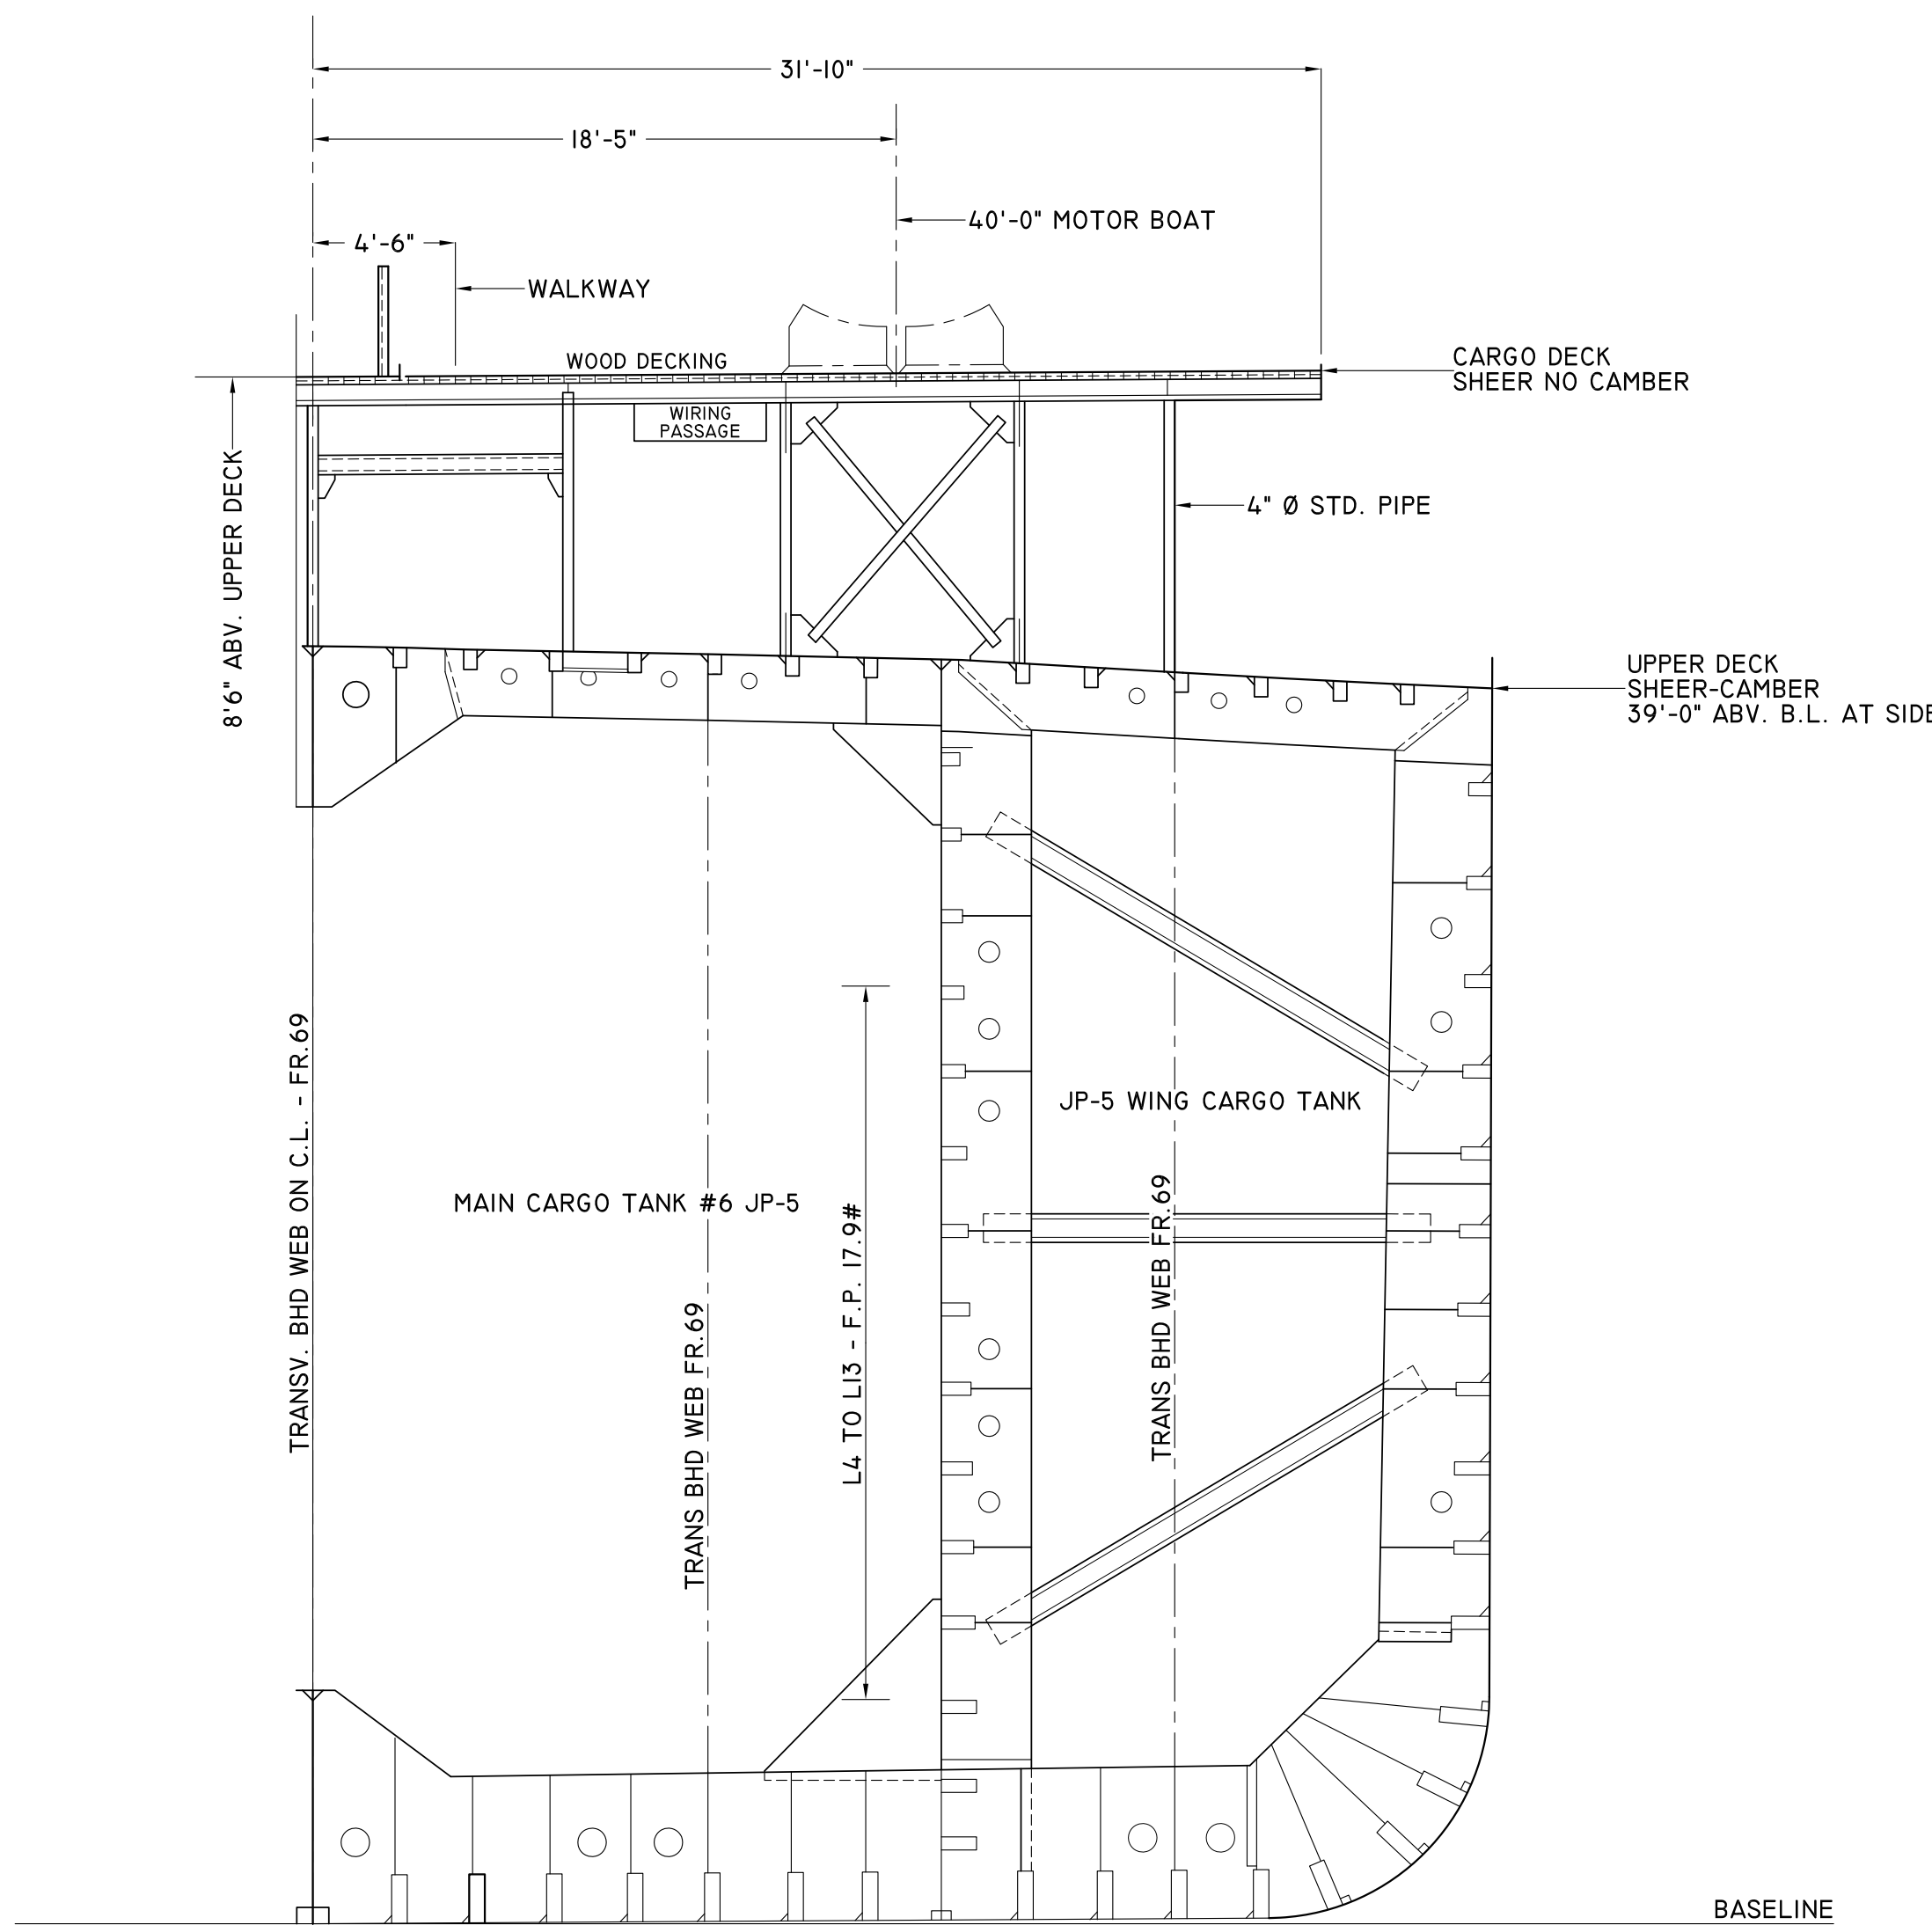 31'-10"
18'-5"
40'-0" MOTOR BOAT
4'-6"
WALKWAY
WOOD DECKING
CARGO DECK
SHEER NO CAMBER
WIRING
PASSAGE
8'6" ABV. UPPER DECK
4" Ø STD. PIPE
UPPER DECK
SHEER-CAMBER
39'-0" ABV. B.L. AT SIDE
TRANSV. BHD WEB ON C.L. - FR.69
JP-5 WING CARGO TANK
MAIN CARGO TANK #6 JP-5
TRANS BHD WEB FR.69
L4 TO L13 - F.P. 17.9#
TRANS BHD WEB FR.69
BASELINE